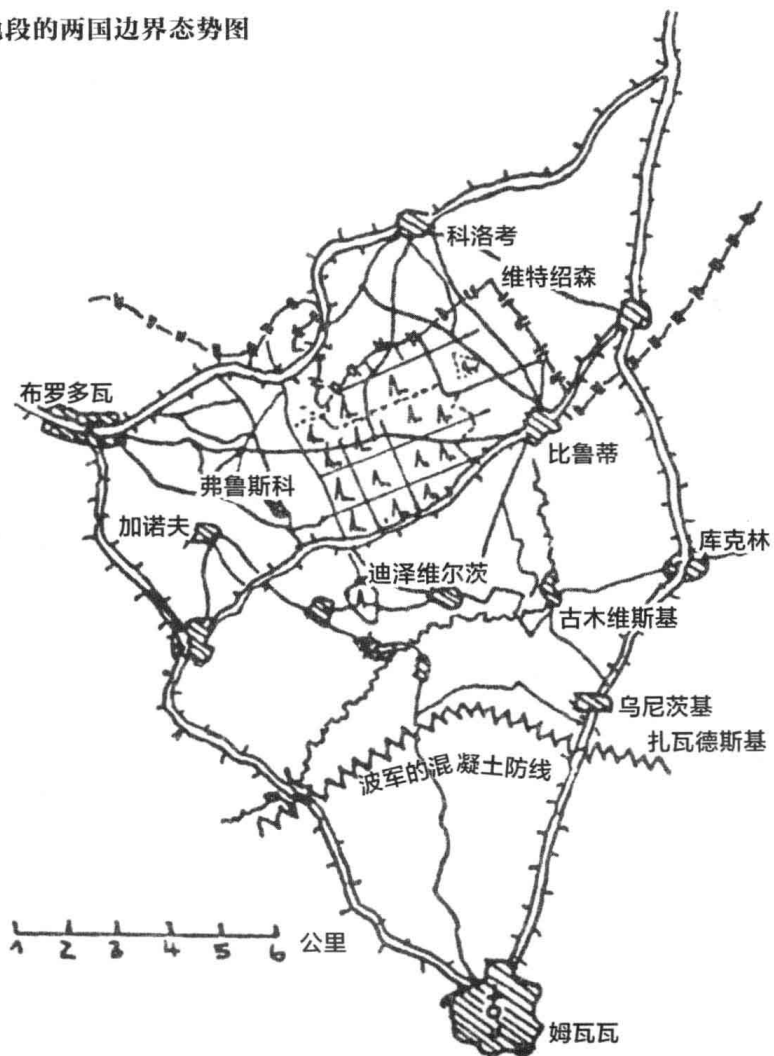 段的两国边界态势图
科洛考
维特绍森
布罗多瓦
比鲁蒂
弗鲁斯科
加诺夫
库克林
迪泽维尔茨
古木维斯基
乌尼茨基
扎瓦德斯基
波军的混凝土防线
1 2 3 4 5 6 公里
姆瓦瓦